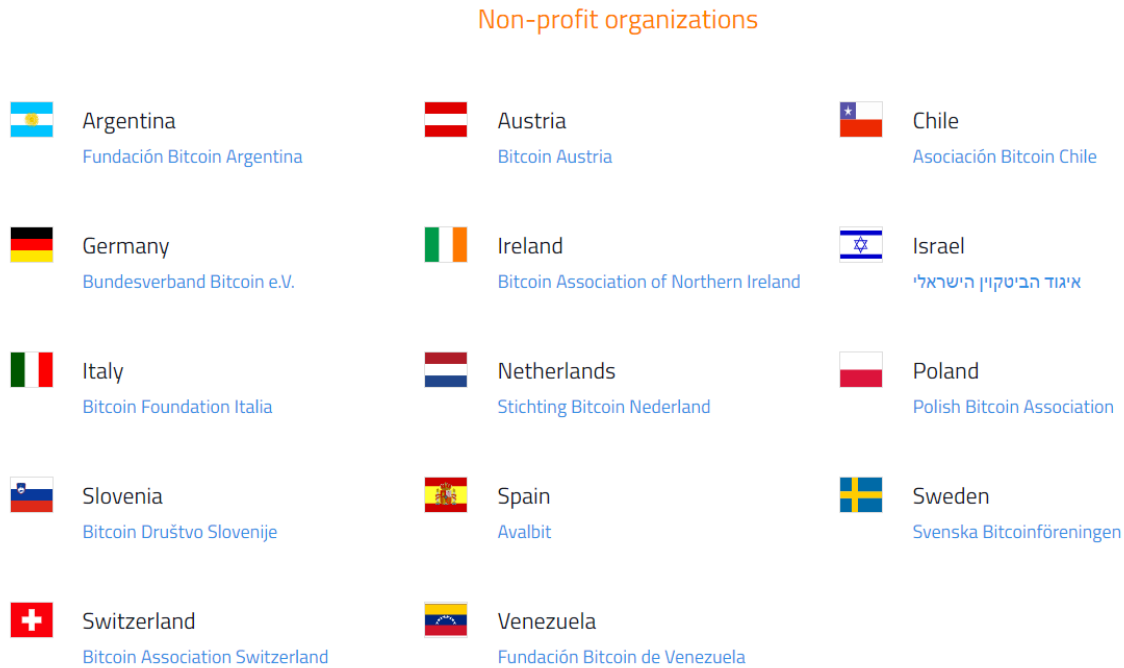 Non-profit organizations
Argentina
Fundación Bitcoin Argentina
Austria
Bitcoin Austria
Chile
Asociación Bitcoin Chile
Germany
Bundesverband Bitcoin e.V.
Ireland
Bitcoin Association of Northern Ireland
Israel
איגוד הביטקוין הישראלי
Italy
Bitcoin Foundation Italia
Netherlands
Stichting Bitcoin Nederland
Poland
Polish Bitcoin Association
Slovenia
Bitcoin Društvo Slovenije
Spain
Avalbit
Sweden
Svenska Bitcoinföreningen
Switzerland
Bitcoin Association Switzerland
Venezuela
Fundación Bitcoin de Venezuela